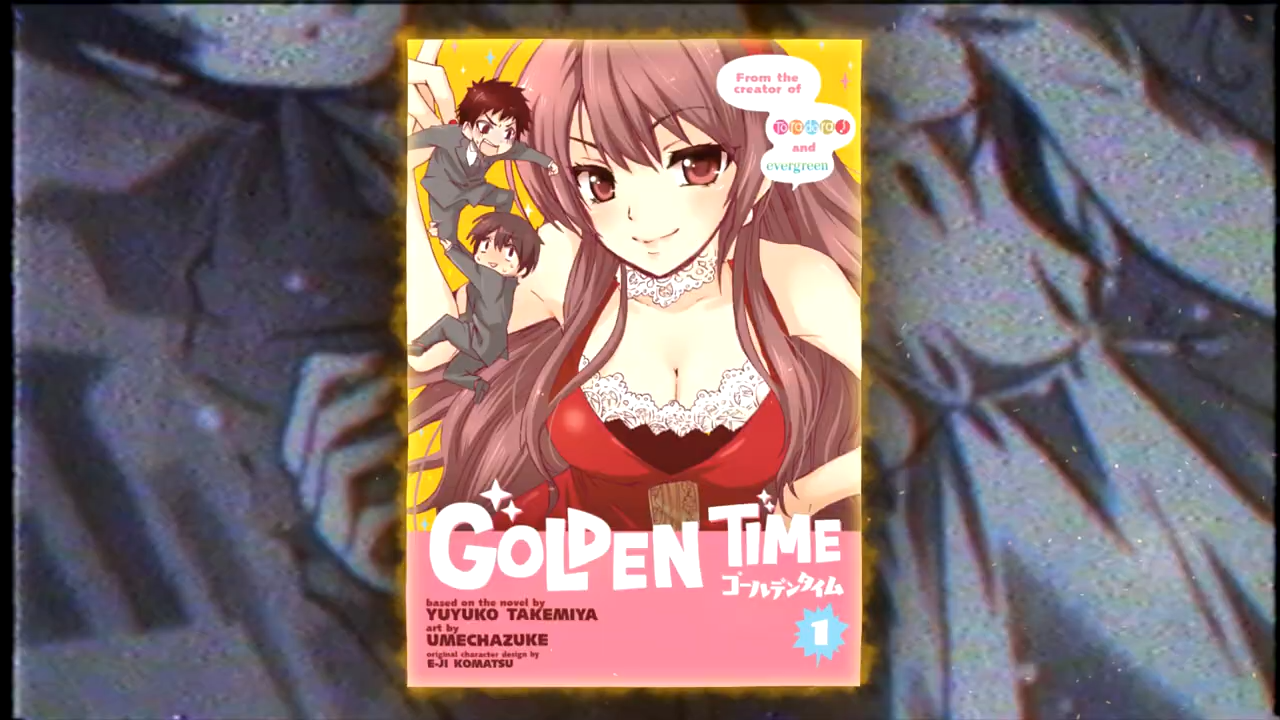 From the
creator of
Toradora!
and
evergreen
GOLDEN TIME
ゴールデンタイム
based on the novel by
YUYUKO TAKEMIYA
art by
UMECHAZUKE
original character design by
E-JI KOMATSU
1